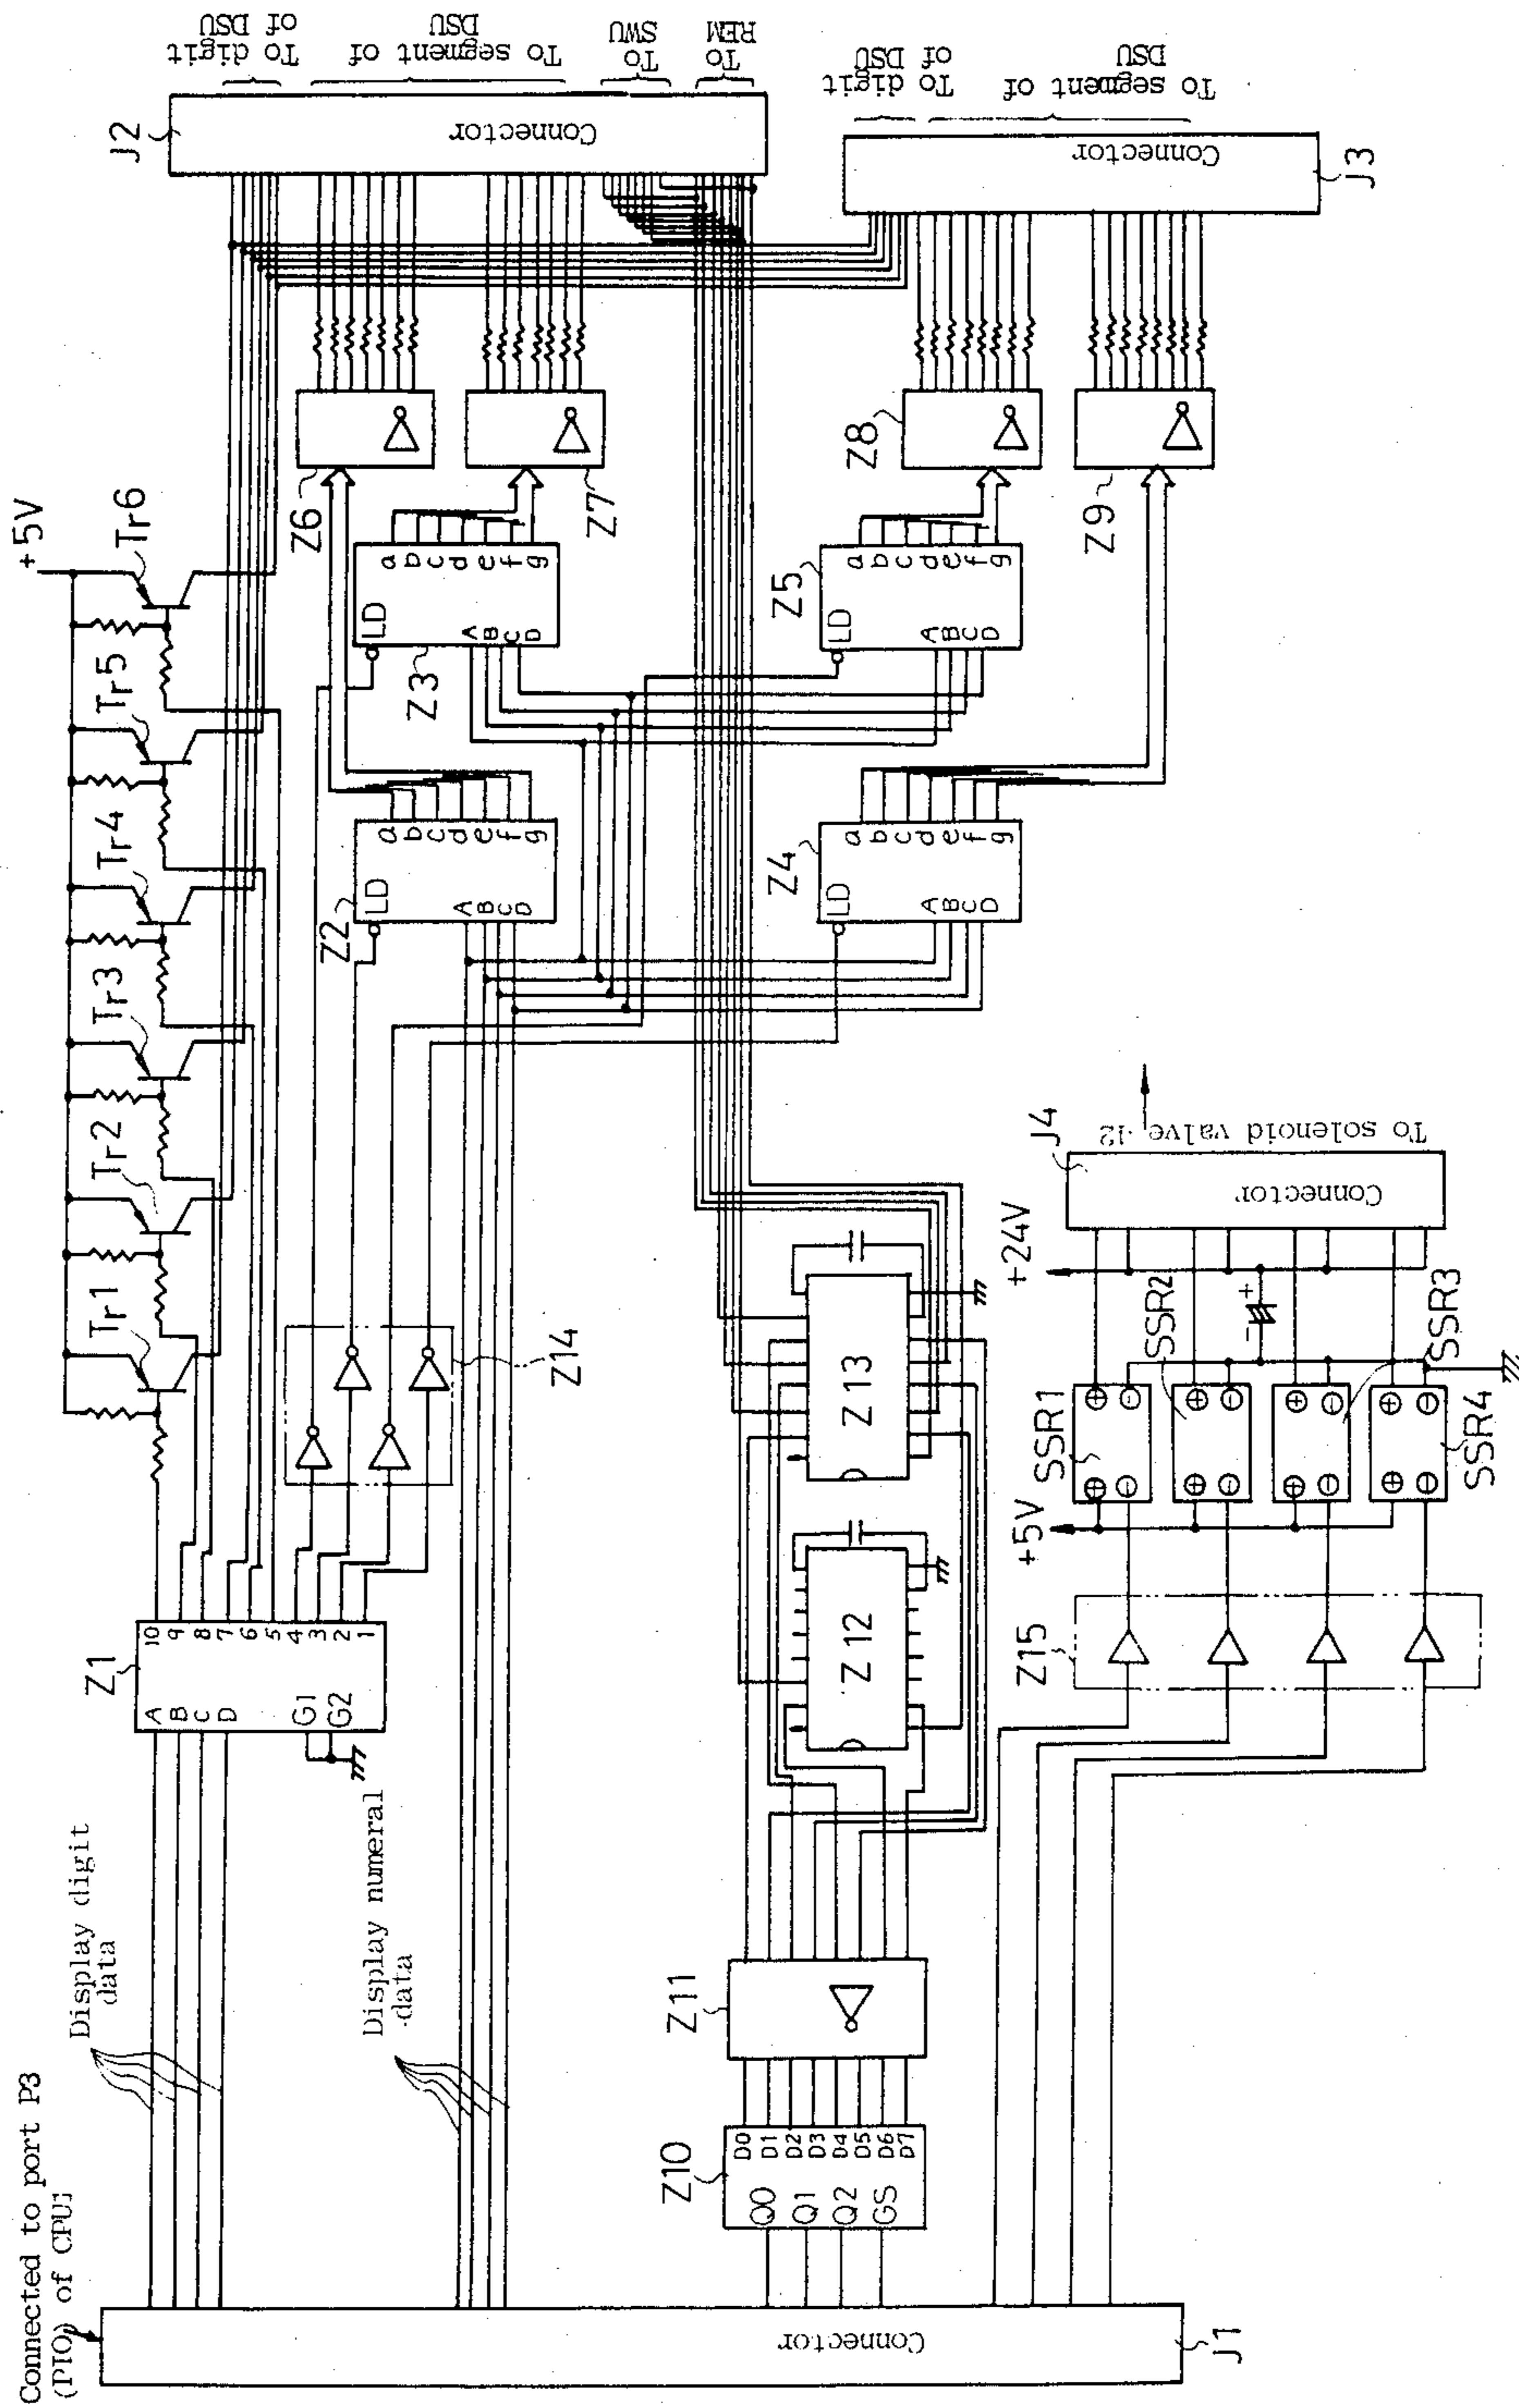 Connected to port P3
(PIO) of CPU1
Connector
J1
Display digit
data
Display numeral
data
Z1
A
B
C
D
G1
G2
10
9
8
7
6
5
4
3
2
1
Tr1
Tr2
Tr3
Tr4
Tr5
Tr6
+5V
Z14
Z2
LD
A
B
C
D
a
b
c
d
e
f
g
Z3
LD
A
B
C
D
a
b
c
d
e
f
g
Z4
LD
A
B
C
D
a
b
c
d
e
f
g
Z5
LD
A
B
C
D
a
b
c
d
e
f
g
Z6
Z7
Z8
Z9
J2
Connector
To digit
of DSU
To segment of
DSU
To
SWU
To
REM
J3
Connector
To digit
of DSU
To segment of
DSU
Z10
Q0
Q1
Q2
GS
D0
D1
D2
D3
D4
D5
D6
D7
Z11
Z12
Z13
Z15
+5V
SSR1
⊕
⊖
⊕
⊖
SSR2
⊕
⊖
⊕
⊖
SSR3
⊕
⊖
⊕
⊖
SSR4
⊕
⊖
⊕
⊖
-
+
+24V
J4
Connector
To solenoid valve 12